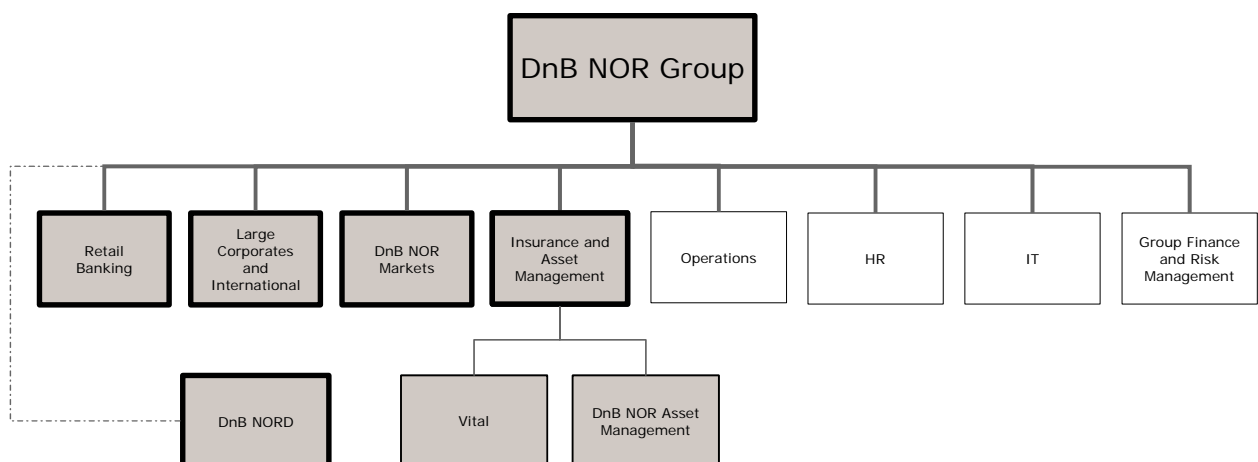 DnB NOR Group
Retail
Banking
Large
Corporates
and
International
DnB NOR
Markets
Insurance and
Asset
Management
Operations
HR
IT
Group Finance
and Risk
Management
DnB NORD
Vital
DnB NOR Asset
Management